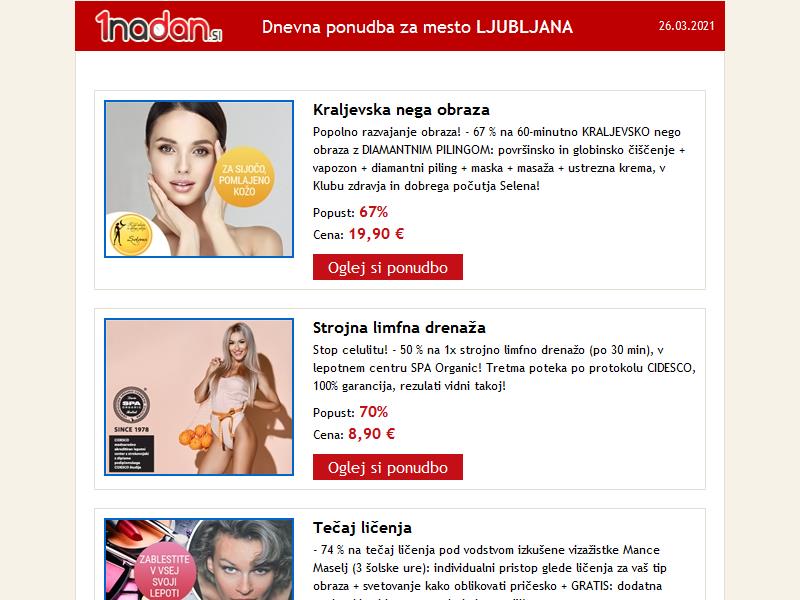 1nadan.si
Dnevna ponudba za mesto LJUBLJANA
26.03.2021
ZA SIJOČO,
POMLAJENO
KOŽO
Kraljevska nega obraza
Popolno razvajanje obraza! - 67 % na 60-minutno KRALJEVSKO nego
obraza z DIAMANTNIM PILINGOM: površinsko in globinsko čiščenje +
vapozon + diamantni piling + maska + masaža + ustrezna krema, v
Klubu zdravja in dobrega počutja Selena!
Popust: 67%
Cena: 19,90 €
Oglej si ponudbo
SPA
ORGANIC
SINCE 1978
Strojna limfna drenaža
Stop celulitu! - 50 % na 1x strojno limfno drenažo (po 30 min), v
lepotnem centru SPA Organic! Tretma poteka po protokolu CIDESCO,
100% garancija, rezulati vidni takoj!
Popust: 70%
Cena: 8,90 €
Oglej si ponudbo
ZABLESTITE
V VSEJ
SVOJI
LEPOTI
Tečaj ličenja
- 74 % na tečaj ličenja pod vodstvom izkušene vizažistke Mance
Maselj (3 šolske ure): individualni pristop glede ličenja za vaš tip
obraza + svetovanje kako oblikovati pričesko + GRATIS: dodatna